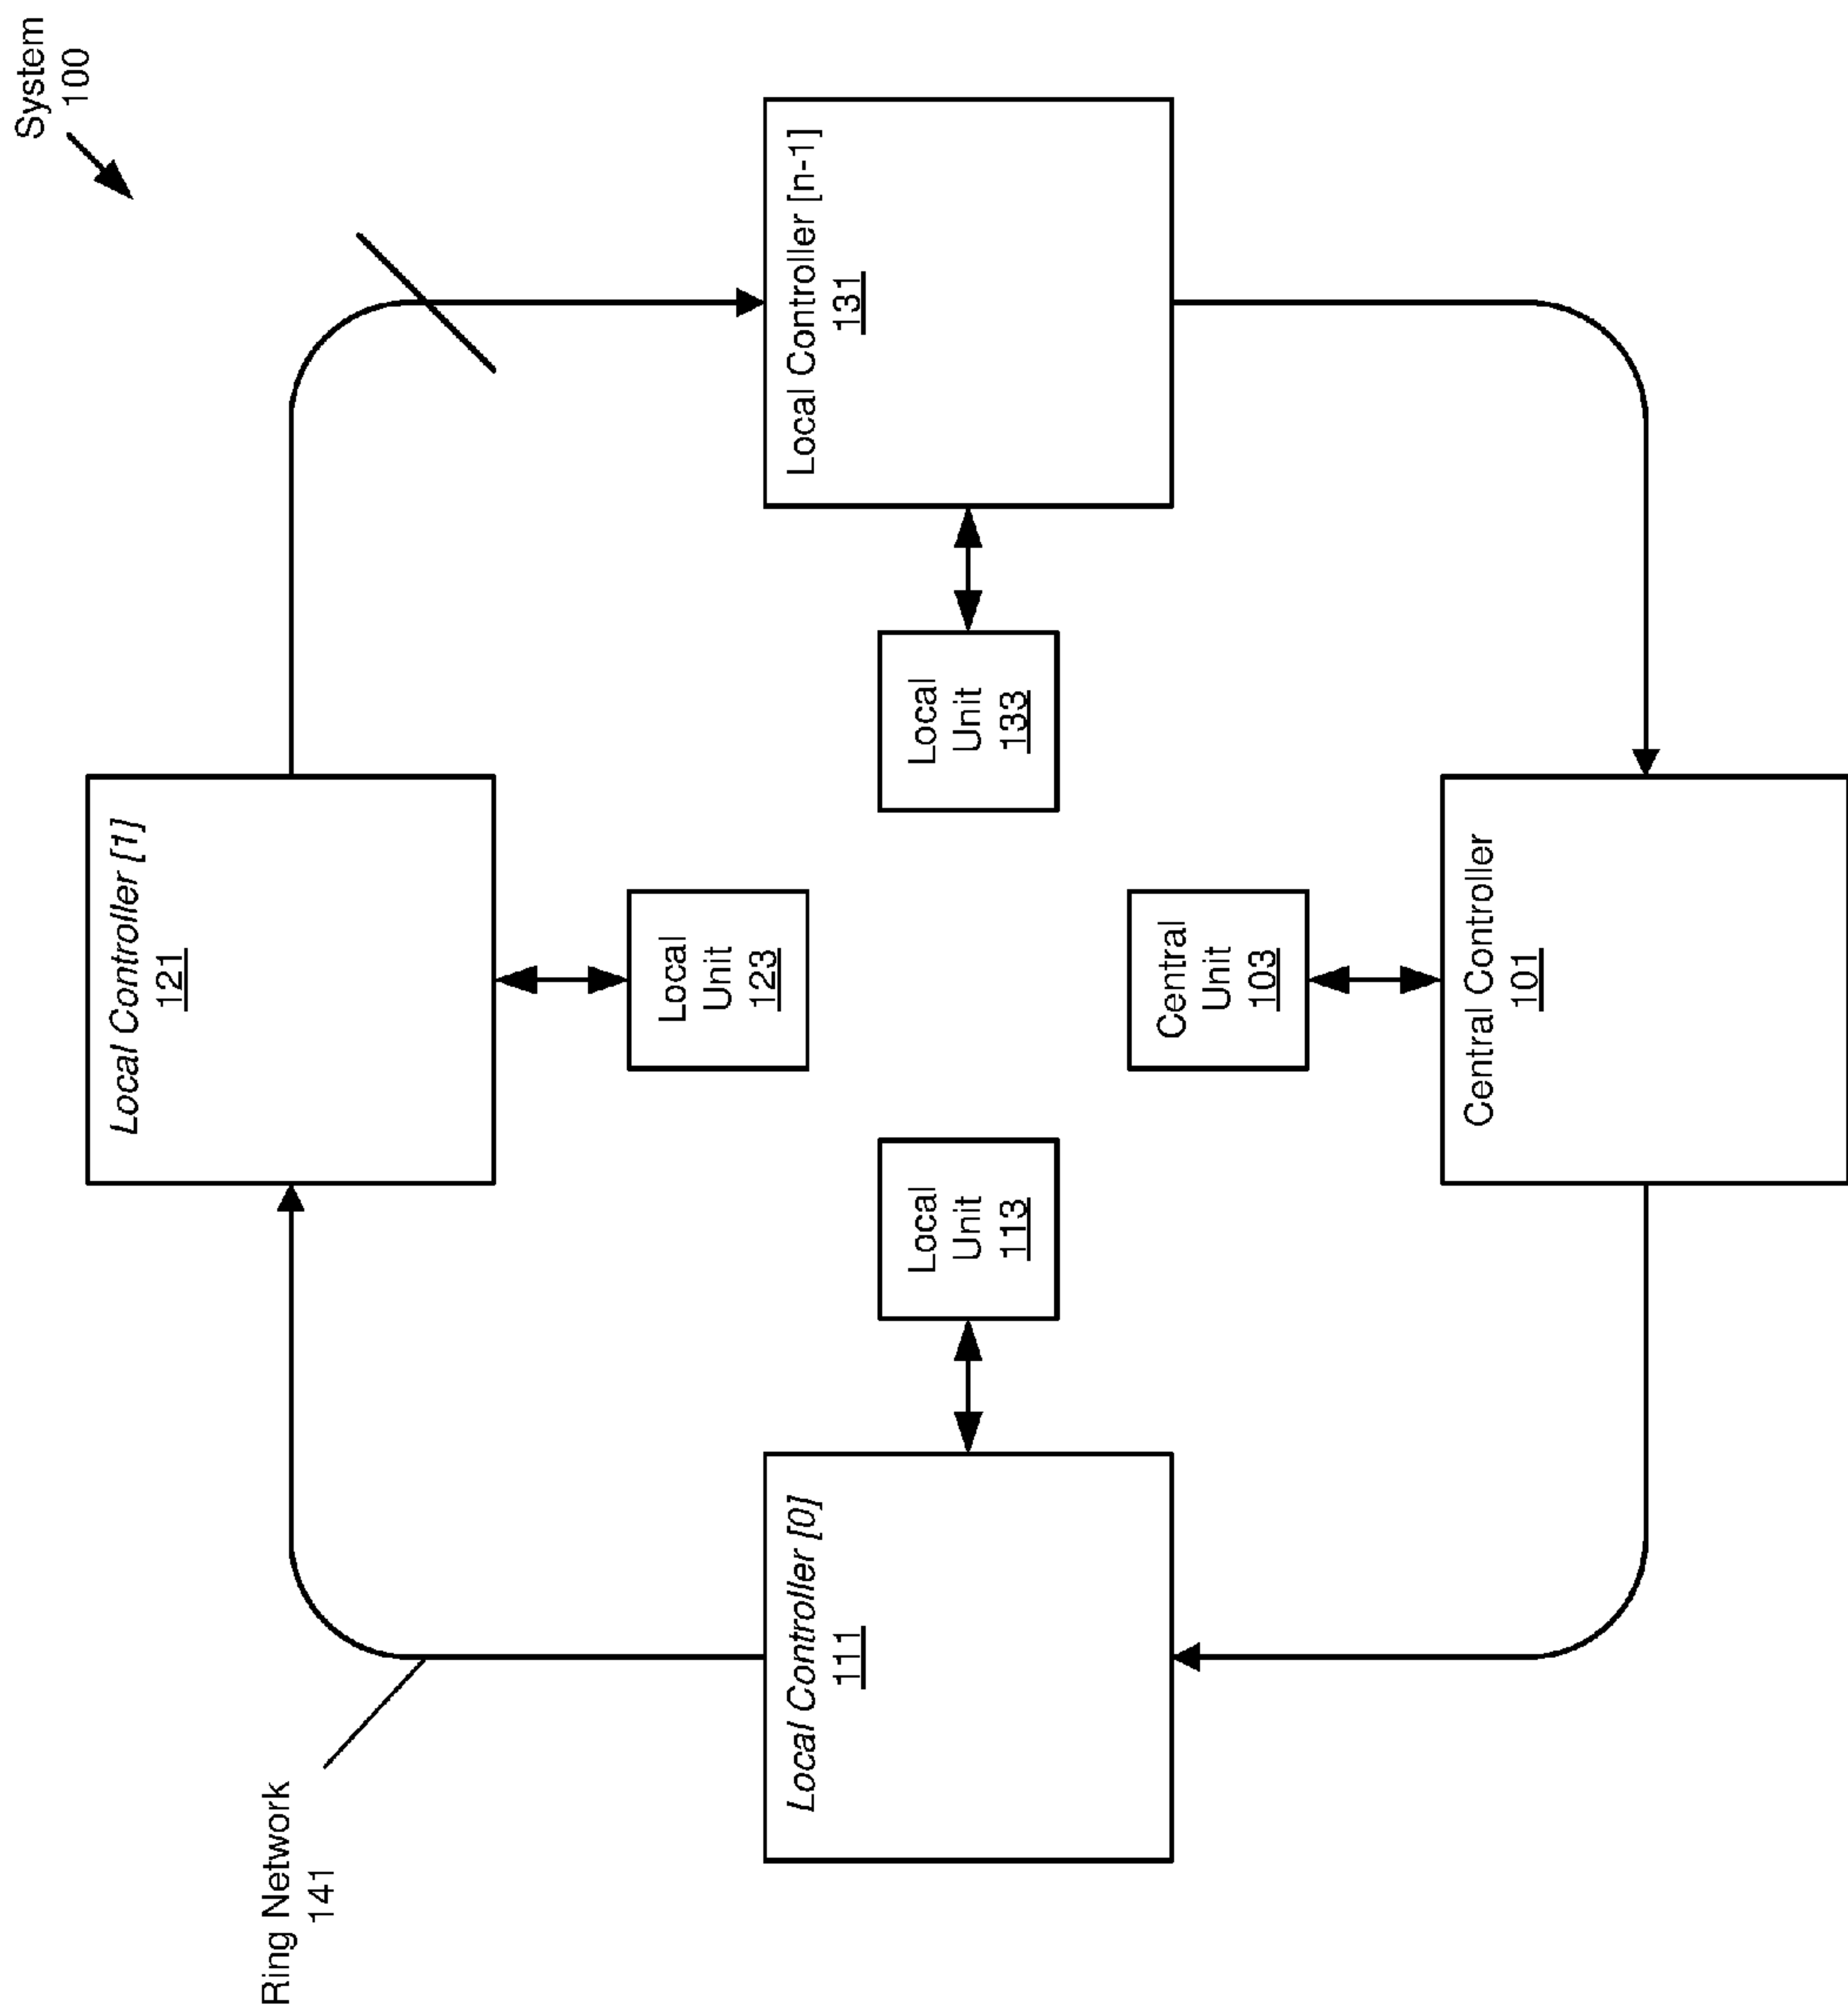 System
100
Ring Network
141
Local Controller [1]
121
Local
Unit
123
Local Controller [0]
111
Local
Unit
113
Local
Unit
133
Local Controller [n-1]
131
Central
Unit
103
Central Controller
101